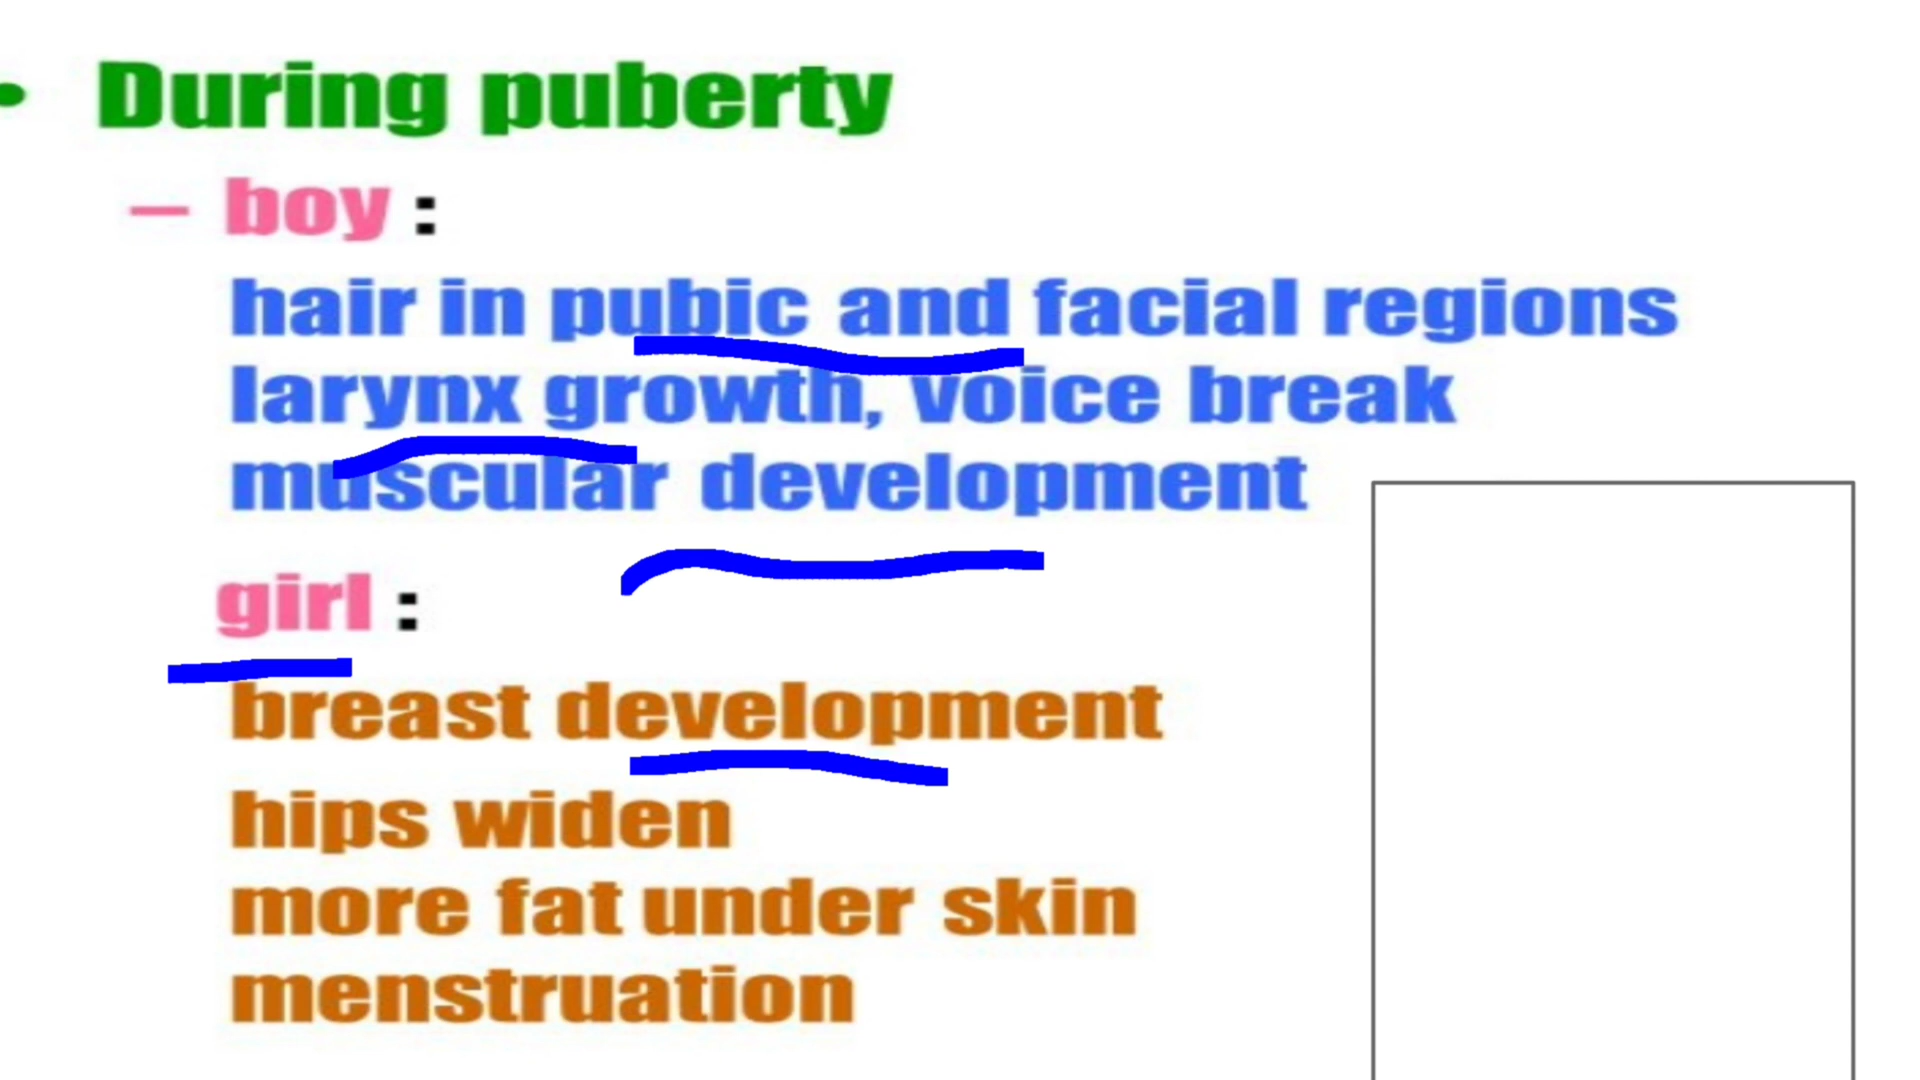 • During puberty
– boy :
hair in pubic and facial regions
larynx growth, voice break
muscular development
girl :
breast development
hips widen
more fat under skin
menstruation